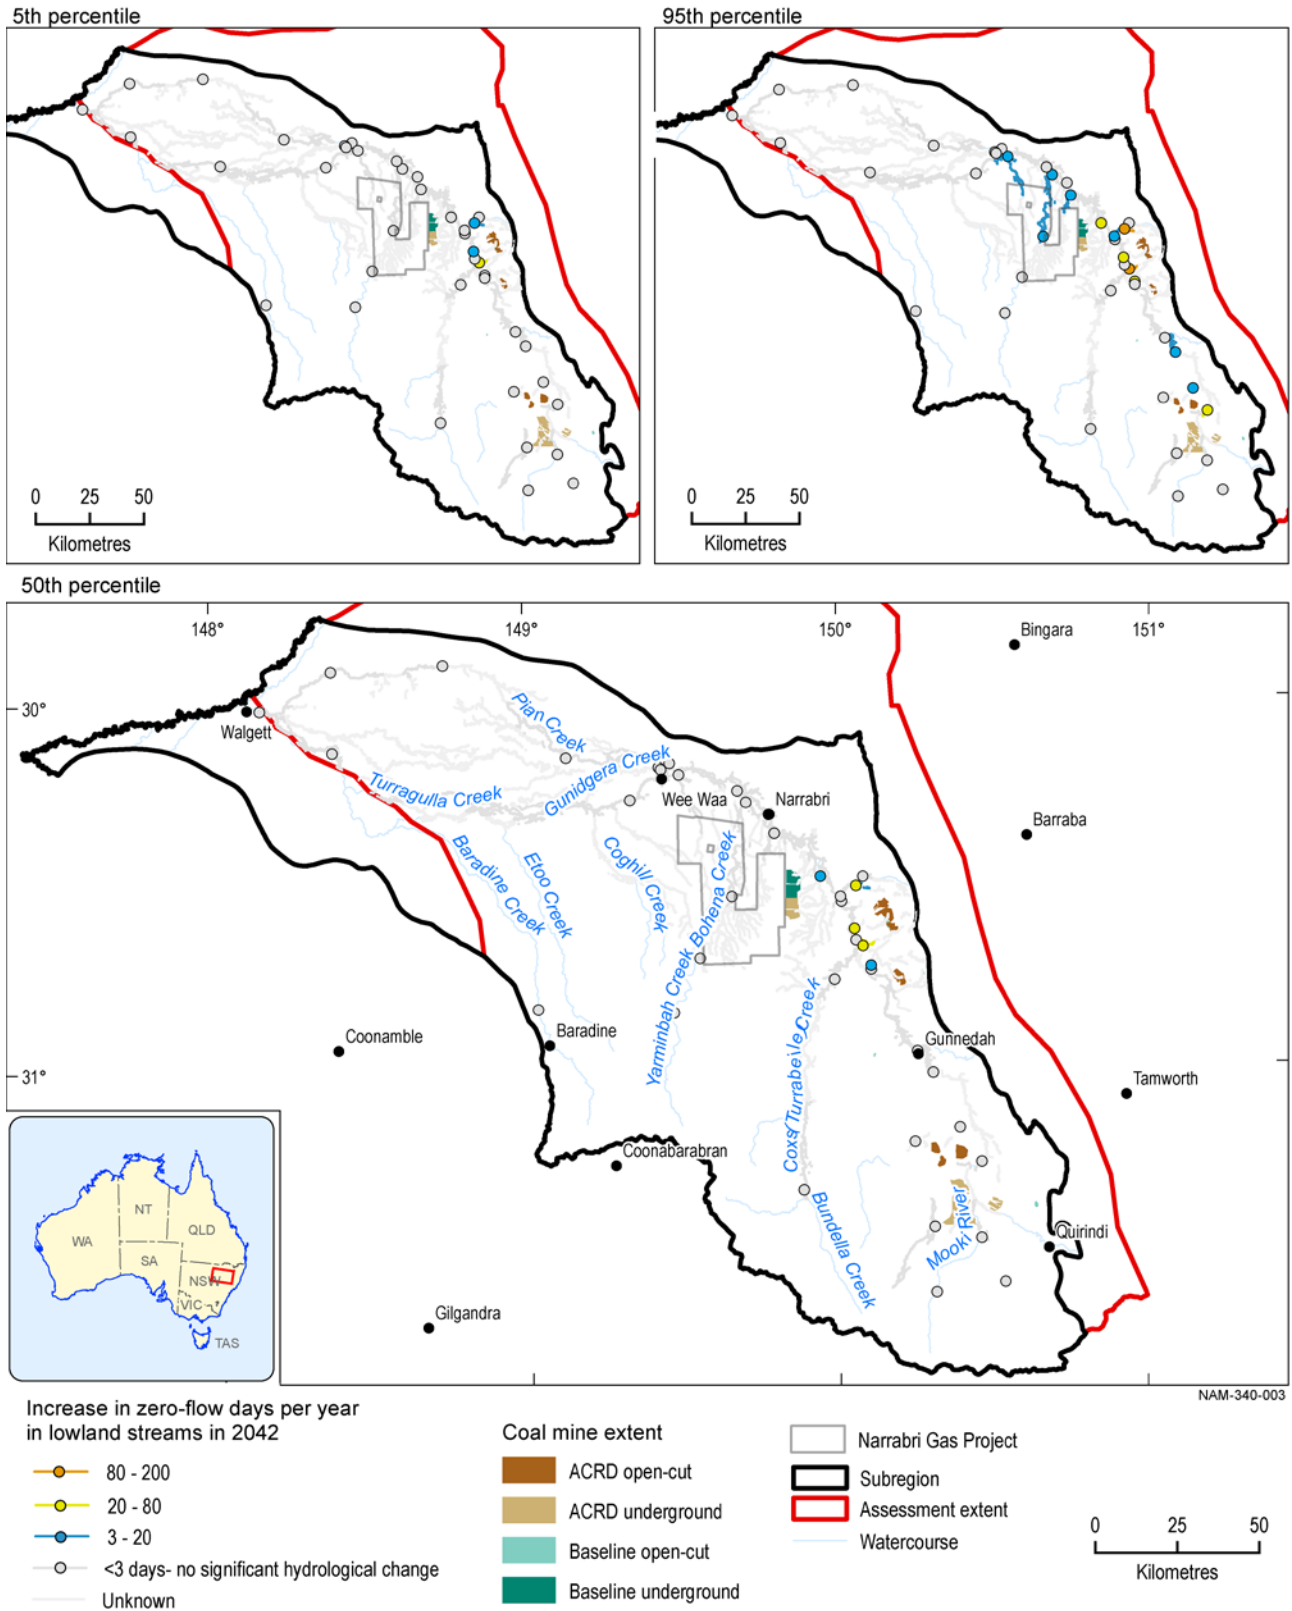 5th percentile
95th percentile
0 25 50
Kilometres
0 25 50
Kilometres
50th percentile
148° 149° 150° 151°
30°
31°
Bingara
Walgett
Pian Creek
Turragulla Creek
Gunidgera Creek
Wee Waa
Narrabri
Barraba
Baradine Creek
Etoo Creek
Coghill Creek
Bohena Creek
Yarminbah Creek
Coxs/Turrabeile Creek
Coonamble
Baradine
Gunnedah
Tamworth
Coonabarabran
Bundella Creek
Mooki River
Quirindi
Gilgandra
WA
NT
SA
QLD
NSW
VIC
TAS
NAM-340-003
Increase in zero-flow days per year
in lowland streams in 2042
80 - 200
20 - 80
3 - 20
<3 days- no significant hydrological change
Unknown
Coal mine extent
ACRD open-cut
ACRD underground
Baseline open-cut
Baseline underground
Narrabri Gas Project
Subregion
Assessment extent
Watercourse
0 25 50
Kilometres